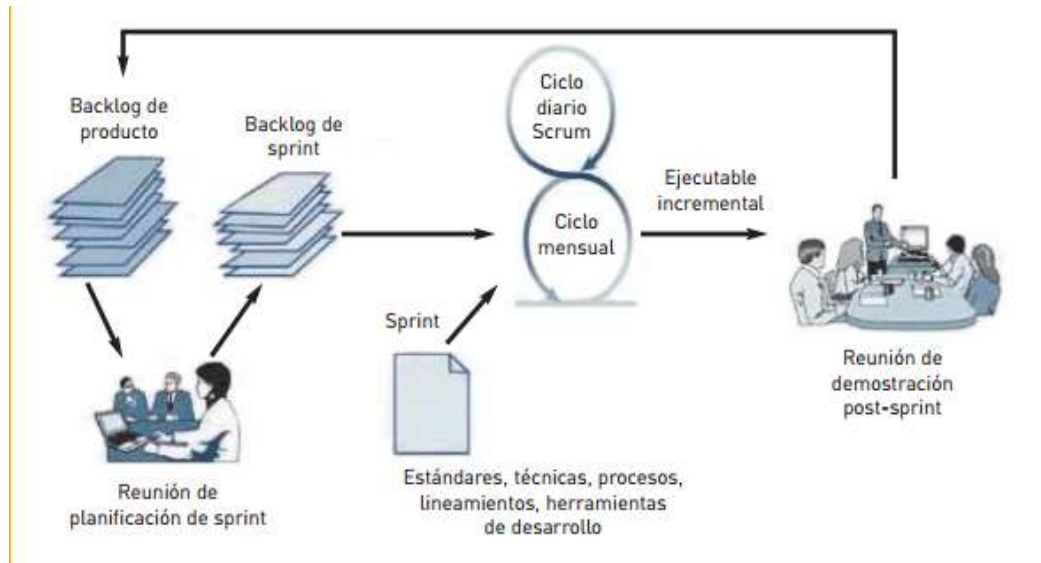 Backlog de
producto
Backlog de
sprint
Ciclo
diario
Scrum
Ciclo
mensual
Ejecutable
incremental
Sprint
Reunión de
planificación de sprint
Estándares, técnicas, procesos,
lineamientos, herramientas
de desarrollo
Reunión de
demostración
post-sprint